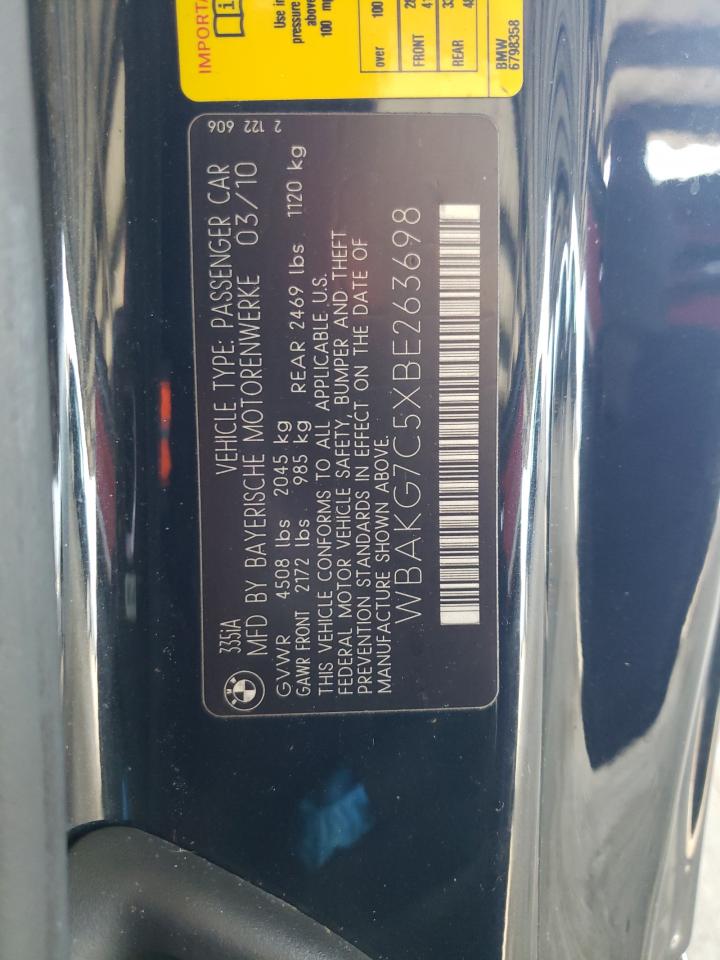 335iA
VEHICLE TYPE: PASSENGER CAR
2 122 606
MFD BY BAYERISCHE MOTORENWERKE 03/10
GVWR 4508 lbs 2045 kg
GAWR FRONT 2172 lbs 985 kg REAR 2469 lbs 1120 kg
THIS VEHICLE CONFORMS TO ALL APPLICABLE U.S.
FEDERAL MOTOR VEHICLE SAFETY, BUMPER AND THEFT
PREVENTION STANDARDS IN EFFECT ON THE DATE OF
MANUFACTURE SHOWN ABOVE.
WBAKG7C5XBE263698
Use in
pressure
above
100
over 100
FRONT
REAR
BMW
6798358